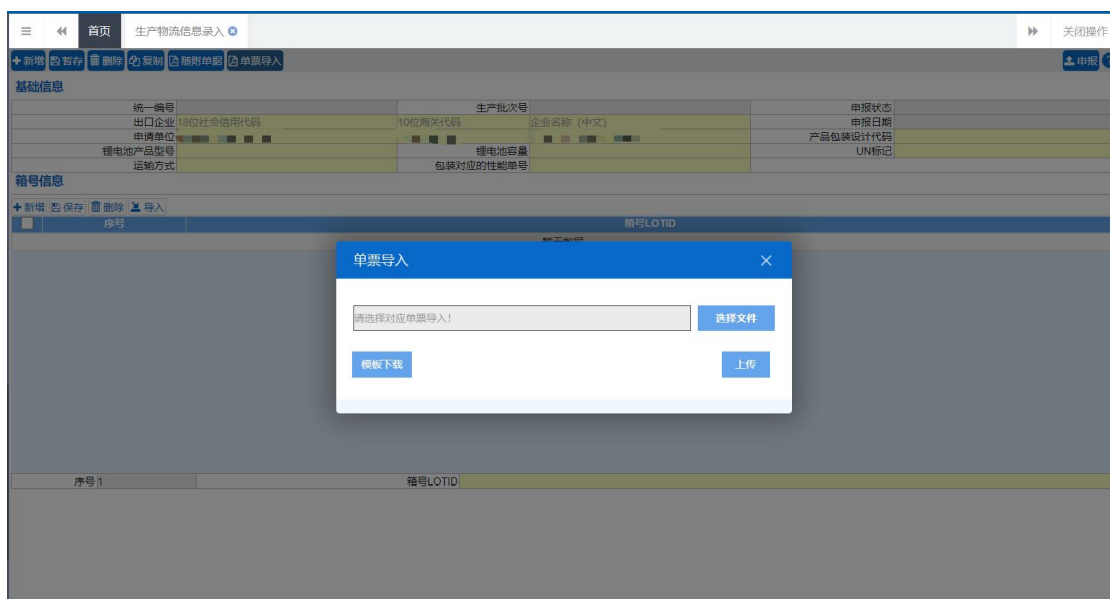 首页 生产物流信息录入 关闭操作
新增 暂存 删除 复制 随附单据 单票导入 申报
基础信息
统一编号 生产批次号 申报状态
出口企业 18位社会信用代码 10位海关代码 企业名称（中文） 申报日期
申请单位 产品包装设计代码
锂电池产品型号 锂电池容量 UN标记
运输方式 包装对应的性能单号
箱号信息
新增 保存 删除 导入
序号 箱号LOTID
暂无数据
单票导入
请选择对应单票导入！ 选择文件
模板下载 上传
序号 1 箱号LOTID